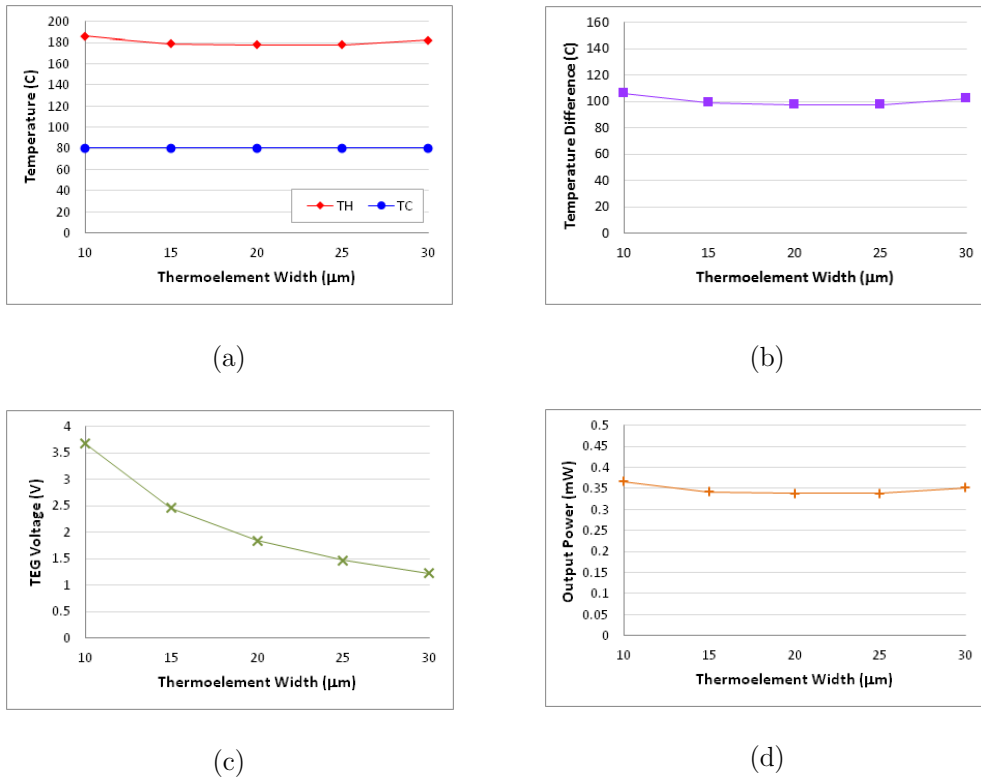 200
180
160
140
120
100
80
60
40
20
0
Temperature (C)
TH TC
10 15 20 25 30
Thermoelement Width (μm)
(a)
160
140
120
100
80
60
40
20
0
Temperature Difference (C)
10 15 20 25 30
Thermoelement Width (μm)
(b)
4
3.5
3
2.5
2
1.5
1
0.5
0
TEG Voltage (V)
10 15 20 25 30
Thermoelement Width (μm)
(c)
0.5
0.45
0.4
0.35
0.3
0.25
0.2
0.15
0.1
0.05
0
Output Power (mW)
10 15 20 25 30
Thermoelement Width (μm)
(d)